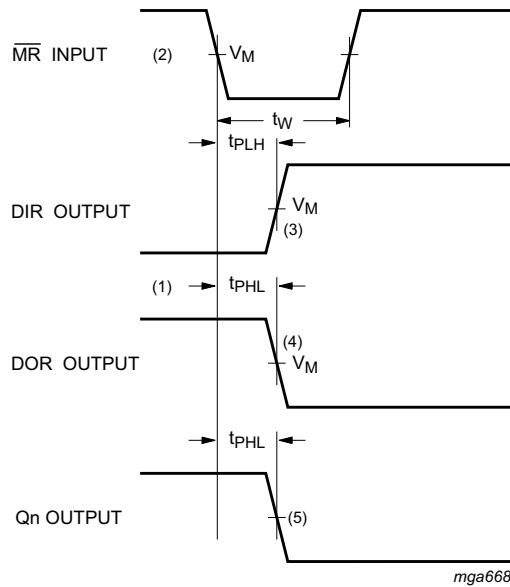 M̅R̅ INPUT (2) VM
tW
tPLH
DIR OUTPUT VM
(3)
(1) tPHL
(4)
DOR OUTPUT VM
tPHL
Qn OUTPUT (5)
mga668